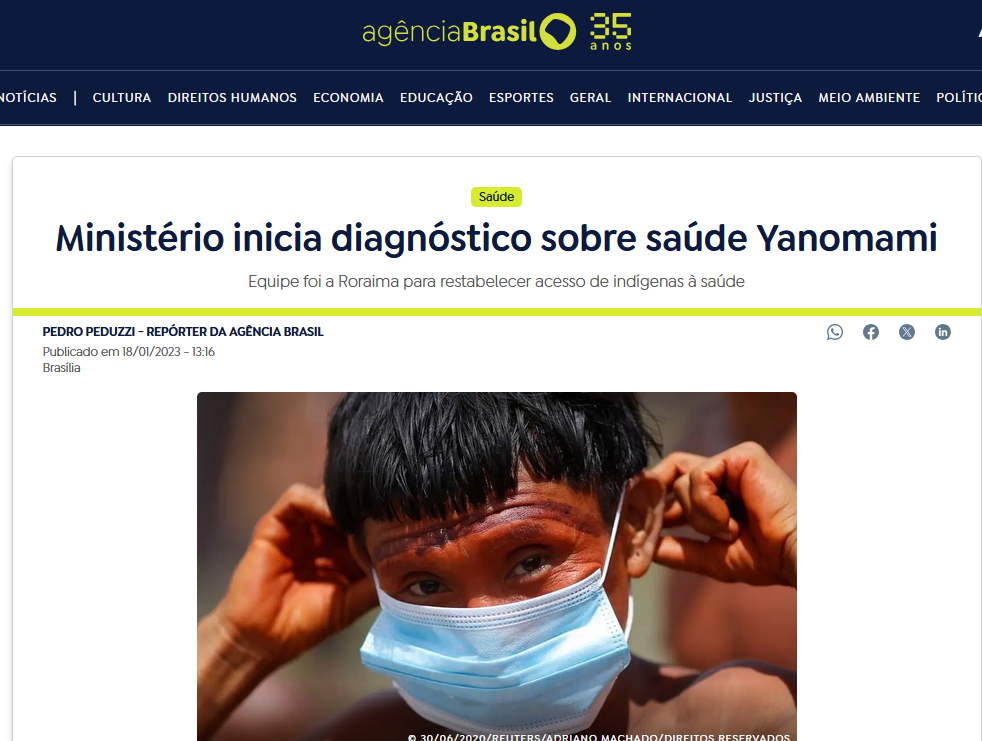 agênciaBrasil 35 anos
NOTÍCIAS | CULTURA DIREITOS HUMANOS ECONOMIA EDUCAÇÃO ESPORTES GERAL INTERNACIONAL JUSTIÇA MEIO AMBIENTE
Saúde
Ministério inicia diagnóstico sobre saúde Yanomami
Equipe foi a Roraima para restabelecer acesso de indígenas à saúde
PEDRO PEDUZZI - REPÓRTER DA AGÊNCIA BRASIL
Publicado em 18/01/2023 - 13:16
Brasília
© 30/06/2020/REUTERS/ADRIANO MACHADO/DIREITOS RESERVADOS